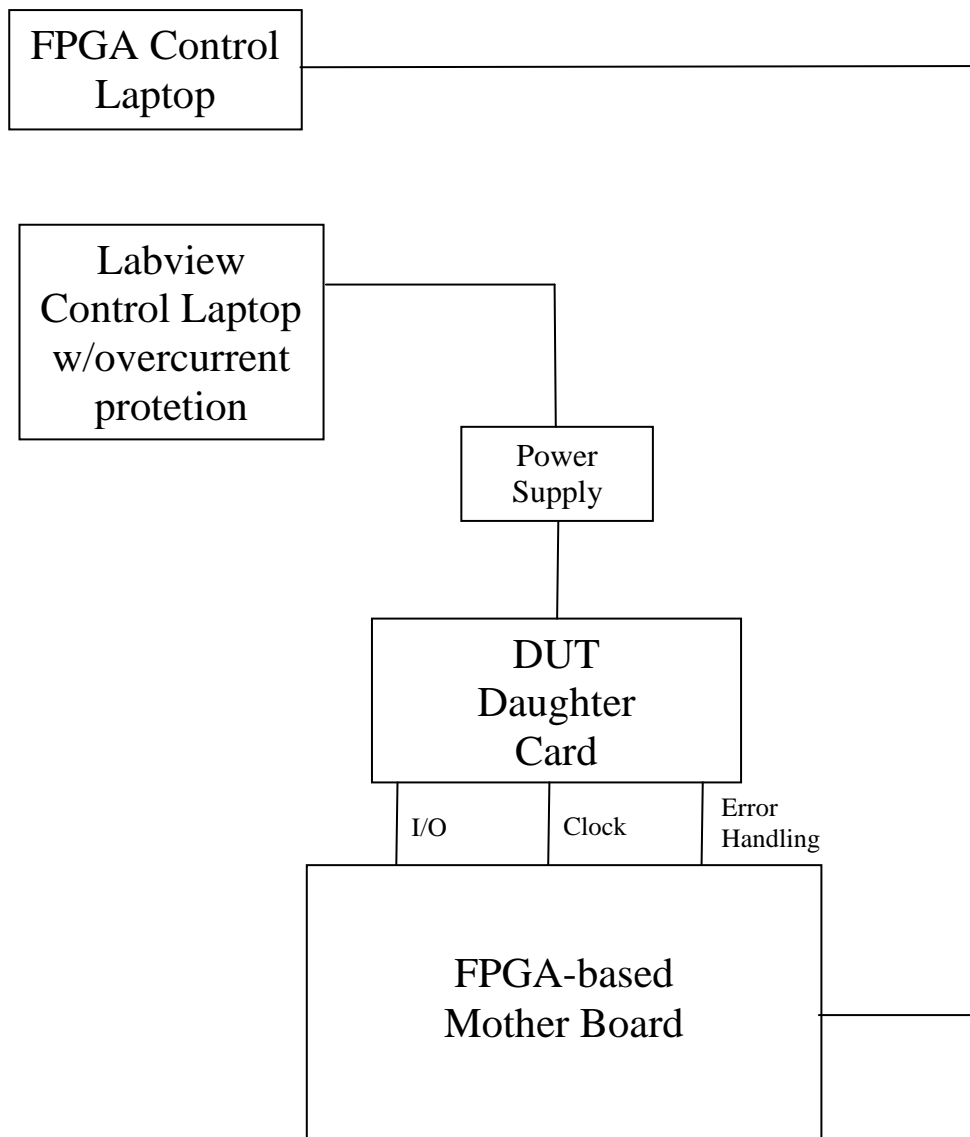 FPGA Control
Laptop
Labview
Control Laptop
w/overcurrent
protetion
Power
Supply
DUT
Daughter
Card
I/O
Clock
Error
Handling
FPGA-based
Mother Board